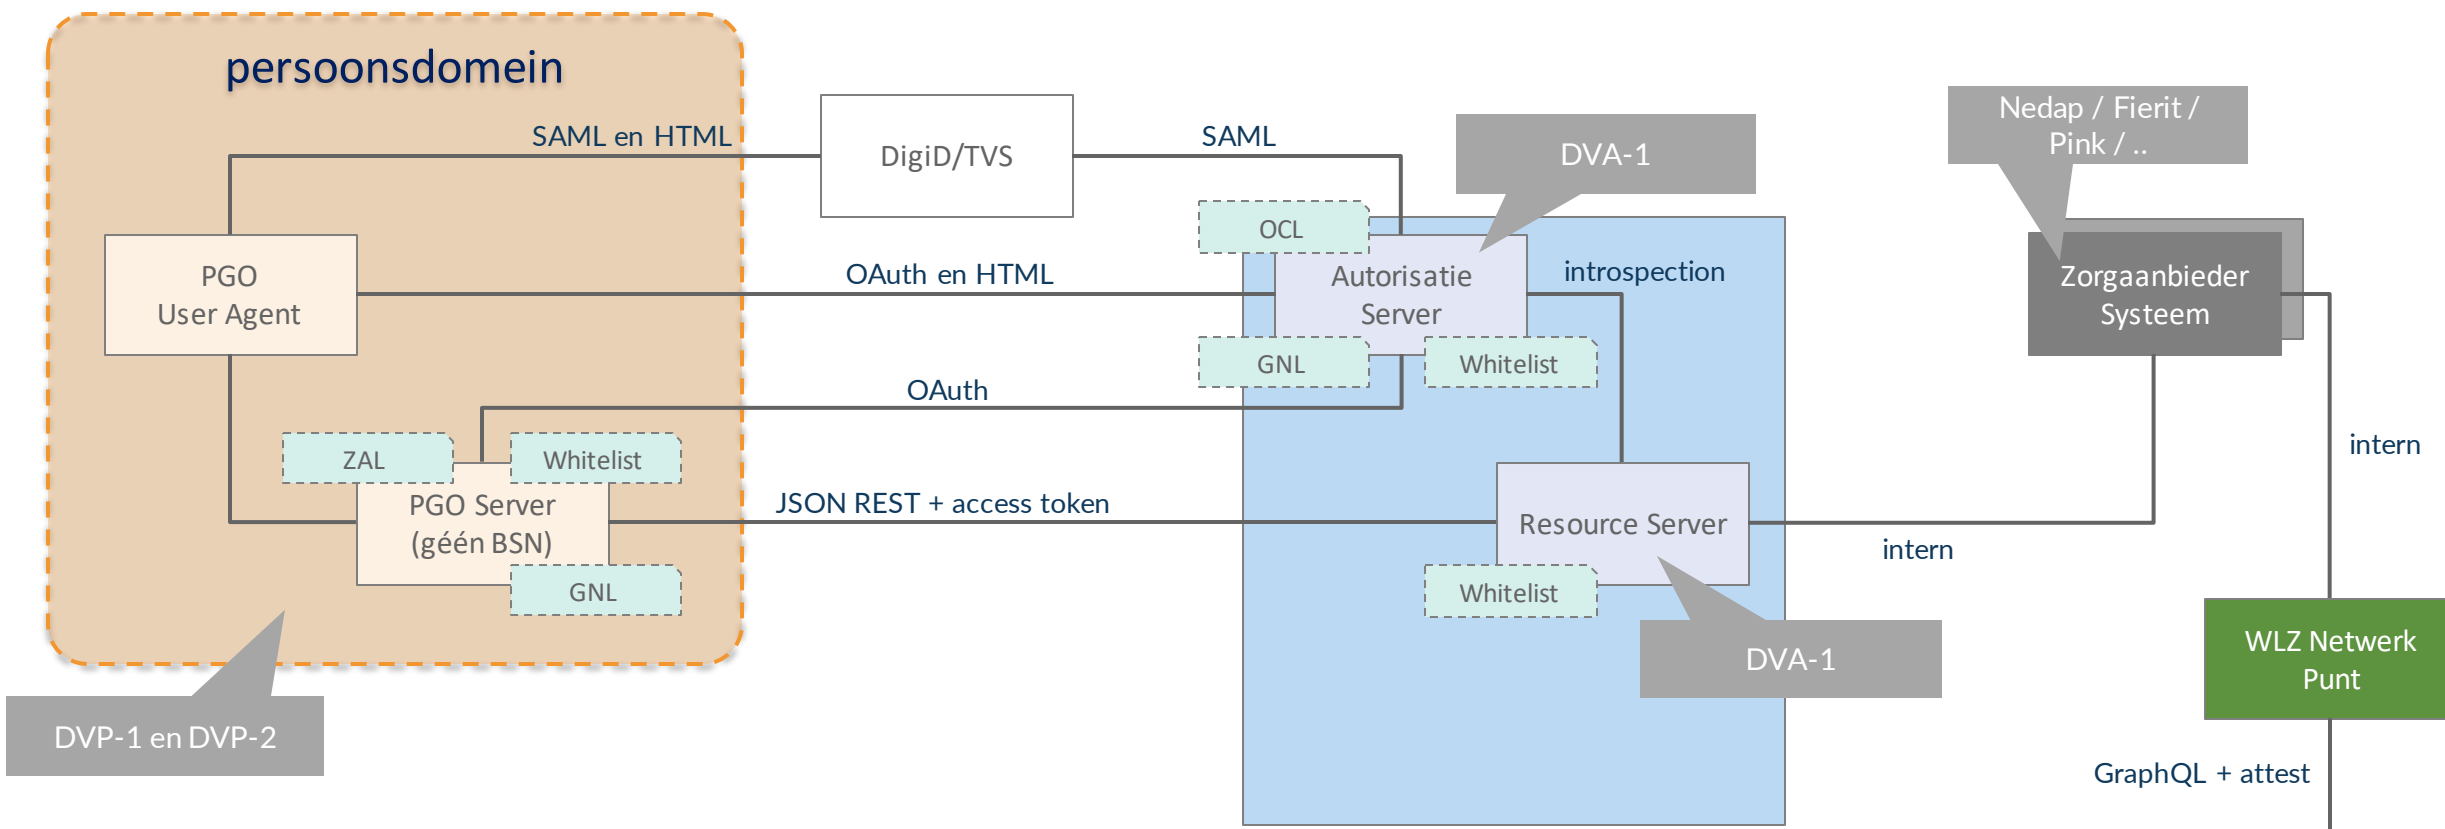 persoonsdomein
SAML en HTML
DigiD/TVS
SAML
DVA-1
Nedap / Fierit /
Pink / ..
OCL
PGO
User Agent
OAuth en HTML
Autorisatie
Server
introspection
Zorgaanbieder
Systeem
GNL
Whitelist
OAuth
ZAL
Whitelist
intern
PGO Server
(géén BSN)
JSON REST + access token
Resource Server
intern
GNL
Whitelist
DVA-1
WLZ Netwerk
Punt
DVP-1 en DVP-2
GraphQL + attest